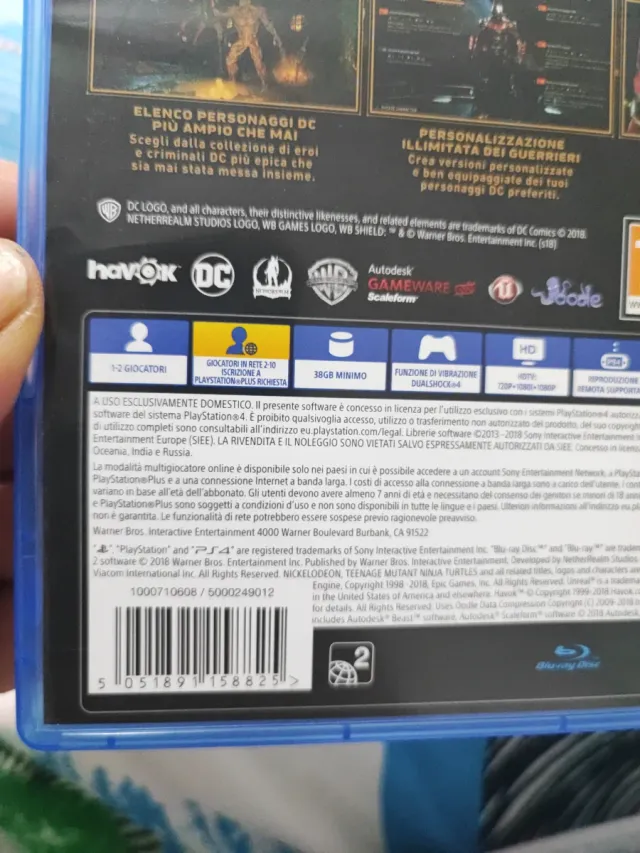 ELENCO PERSONAGGI DC
PIÙ AMPIO CHE MAI
Scegli dalla collezione di eroi
e criminali DC più epica che
sia mai stata messa insieme.
PERSONALIZZAZIONE
ILLIMITATA DEI GUERRIERI
Crea versioni personalizzate
e ben equipaggiate dei tuoi
personaggi DC preferiti.
DC LOGO, and all characters, their distinctive likenesses, and related elements are trademarks of DC Comics © 2018.
NETHERREALM STUDIOS LOGO, WB GAMES LOGO, WB SHIELD: ™ & © Warner Bros. Entertainment Inc. (s18)
havok
DC
WARNER BROS
Autodesk
GAMEWARE
Scaleform
Oodle
1-2 GIOCATORI
GIOCATORI IN RETE 2-10
ISCRIZIONE A
PLAYSTATION®PLUS RICHIESTA
38GB MINIMO
FUNZIONE DI VIBRAZIONE
DUALSHOCK®4
HD
HDTV:
720P•1080i•1080P
RIPRODUZIONE
REMOTA SUPPORTATA
A USO ESCLUSIVAMENTE DOMESTICO. Il presente software è concesso in licenza per l'utilizzo esclusivo con i sistemi PlayStation®4 autoriz
software del sistema PlayStation®4. È proibito qualsivoglia accesso, utilizzo o trasferimento non autorizzato del prodotto, del suo copyright
di utilizzo completi sono consultabili all'indirizzo eu.playstation.com/legal. Librerie software ©2013-2018 Sony Interactive Entertainment
Entertainment Europe (SIEE). LA RIVENDITA E IL NOLEGGIO SONO VIETATI SALVO ESPRESSAMENTE AUTORIZZATI DA SIEE. Concesso in licenza
Oceania, India e Russia.
La modalità multigiocatore online è disponibile solo nei paesi in cui è possibile accedere a un account Sony Entertainment Network, a PlaySta
PlayStation®Plus e a una connessione Internet a banda larga. I costi di accesso alla connessione a banda larga sono a carico dell'utente. I cont
variano in base all'età dell'abbonato. Gli utenti devono avere almeno 7 anni di età e necessitano del consenso dei genitori se minori di 18 anni
e PlayStation®Plus sono soggetti a condizioni d'uso e non sono disponibili in tutte le lingue e i paesi. Ulteriori informazioni all'indirizzo eu.pl
non è garantita. Le funzionalità di rete potrebbero essere sospese previo ragionevole preavviso.
Warner Bros. Interactive Entertainment 4000 Warner Boulevard Burbank, CA 91522
"PlayStation" and "PS4" are registered trademarks of Sony Interactive Entertainment Inc. "Blu-ray Disc™" and "Blu-ray™" are tradem
2 software © 2018 Warner Bros. Entertainment Inc. Published by Warner Bros. Interactive Entertainment. Developed by NetherRealm Studios
Viacom International Inc. All Rights Reserved. NICKELODEON, TEENAGE MUTANT NINJA TURTLES and all related titles, logos and characters are
Engine, Copyright 1998 -2018, Epic Games, Inc. All Rights Reserved. Unreal® is a tradem
in the United States of America and elsewhere. Havok™ © Copyright 1999-2018 Havok
for details. All Rights Reserved. Uses Oodle Data Compression Copyright (C) 2009-2018
includes Autodesk® Beast™ software, Autodesk® Scaleform® software © 2018 Autodesk
1000710608 / 5000249012
5 051891 158825 >
2
Blu-ray Disc